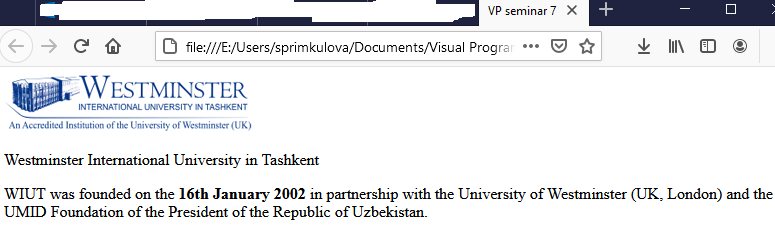 VP seminar 7
file:///E:/Users/sprimkulova/Documents/Visual Progra
WESTMINSTER
INTERNATIONAL UNIVERSITY IN TASHKENT
An Accredited Institution of the University of Westminster (UK)
Westminster International University in Tashkent
WIUT was founded on the 16th January 2002 in partnership with the University of Westminster (UK, London) and the
UMID Foundation of the President of the Republic of Uzbekistan.